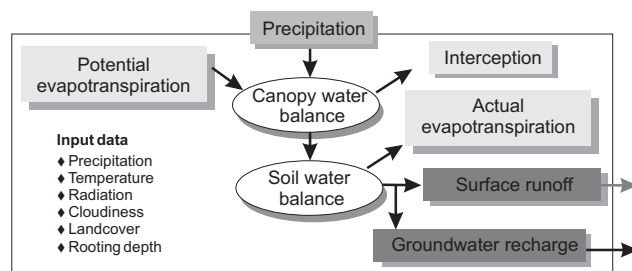 Precipitation
Potential
evapotranspiration
Interception
Canopy water
balance
Actual
evapotranspiration
Input data
♦ Precipitation
♦ Temperature
♦ Radiation
♦ Cloudiness
♦ Landcover
♦ Rooting depth
Soil water
balance
Surface runoff
Groundwater recharge